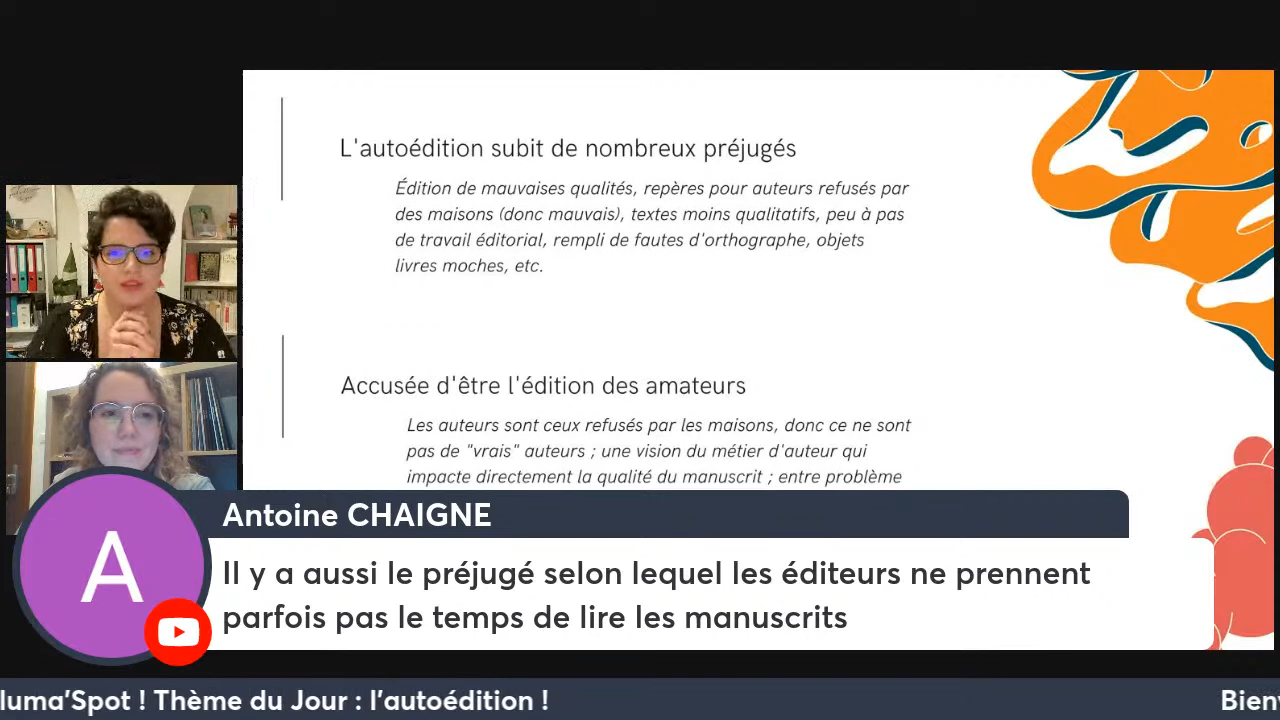 L'autoédition subit de nombreux préjugés
Édition de mauvaises qualités, repères pour auteurs refusés par
des maisons (donc mauvais), textes moins qualitatifs, peu à pas
de travail éditorial, rempli de fautes d'orthographe, objets
livres moches, etc.
Accusée d'être l'édition des amateurs
Les auteurs sont ceux refusés par les maisons, donc ce ne sont
pas de "vrais" auteurs ; une vision du métier d'auteur qui
impacte directement la qualité du manuscrit ; entre problème
A
Antoine CHAIGNE
Il y a aussi le préjugé selon lequel les éditeurs ne prennent
parfois pas le temps de lire les manuscrits
luma'Spot ! Thème du Jour : l'autoédition !
Bien